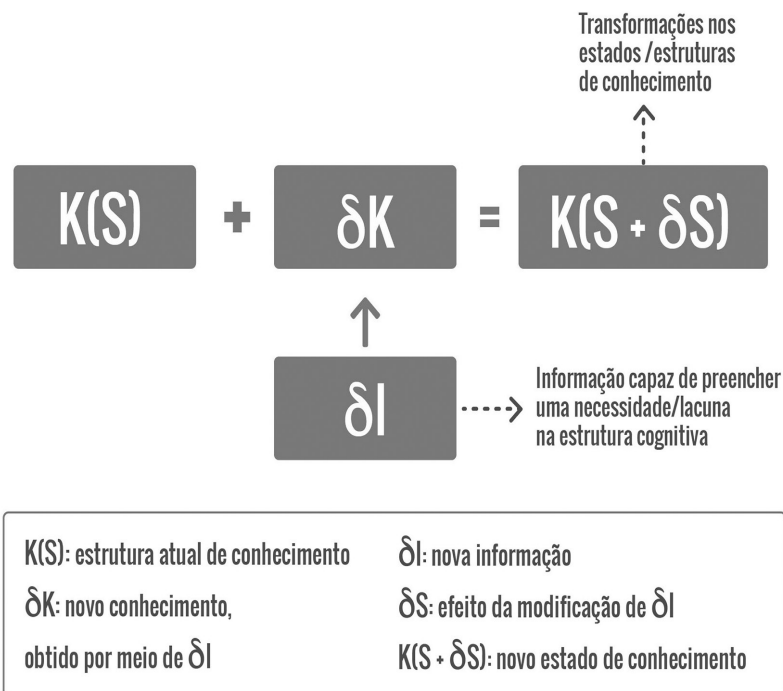 Transformações nos
estados /estruturas
de conhecimento
K(S) + δK = K(S + δS)
δI
Informação capaz de preencher
uma necessidade/lacuna
na estrutura cognitiva
K(S): estrutura atual de conhecimento
δK: novo conhecimento,
obtido por meio de δI
δI: nova informação
δS: efeito da modificação de δI
K(S + δS): novo estado de conhecimento